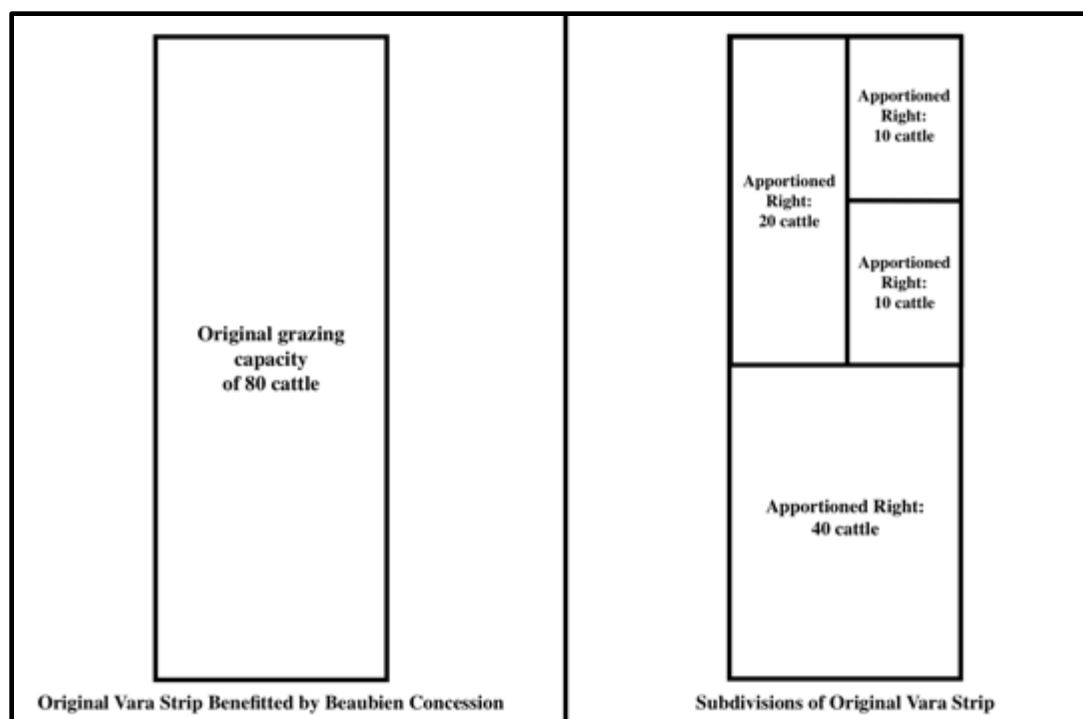 Original grazing
capacity
of 80 cattle
Original Vara Strip Benefitted by Beaubien Concession
Apportioned
Right:
20 cattle
Apportioned
Right:
10 cattle
Apportioned
Right:
10 cattle
Apportioned Right:
40 cattle
Subdivisions of Original Vara Strip